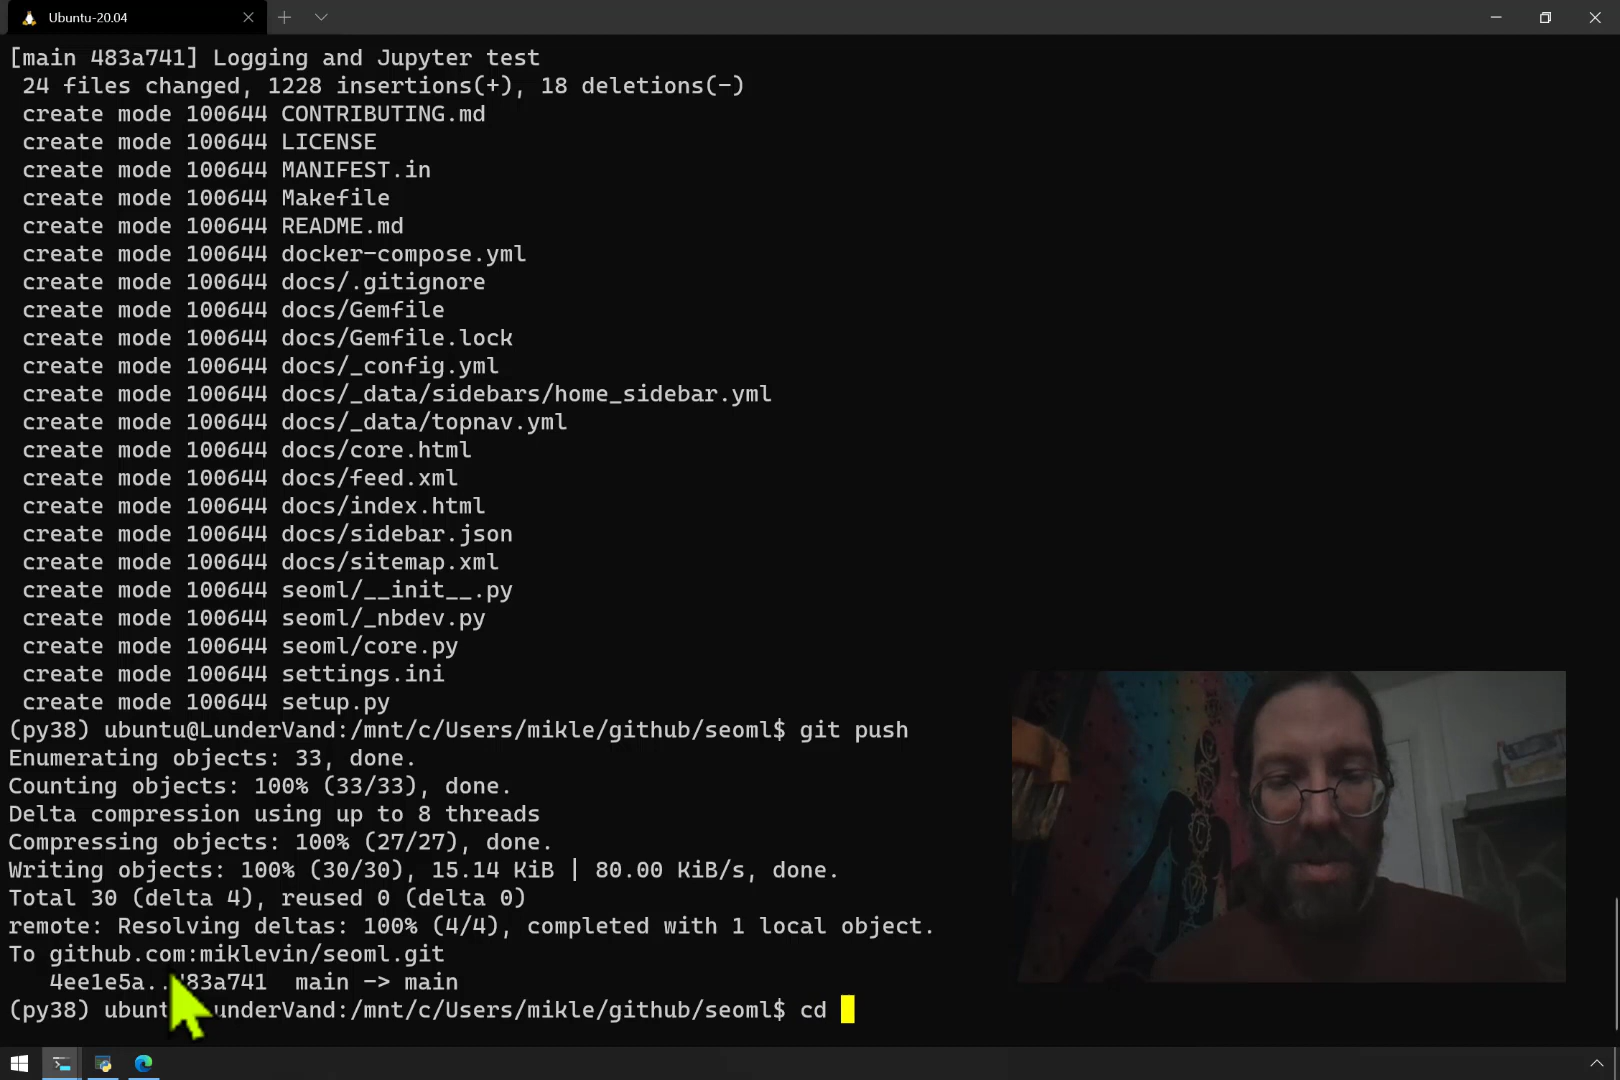 Ubuntu-20.04
[main 483a741] Logging and Jupyter test
24 files changed, 1228 insertions(+), 18 deletions(-)
create mode 100644 CONTRIBUTING.md
create mode 100644 LICENSE
create mode 100644 MANIFEST.in
create mode 100644 Makefile
create mode 100644 README.md
create mode 100644 docker-compose.yml
create mode 100644 docs/.gitignore
create mode 100644 docs/Gemfile
create mode 100644 docs/Gemfile.lock
create mode 100644 docs/_config.yml
create mode 100644 docs/_data/sidebars/home_sidebar.yml
create mode 100644 docs/_data/topnav.yml
create mode 100644 docs/core.html
create mode 100644 docs/feed.xml
create mode 100644 docs/index.html
create mode 100644 docs/sidebar.json
create mode 100644 docs/sitemap.xml
create mode 100644 seoml/__init__.py
create mode 100644 seoml/_nbdev.py
create mode 100644 seoml/core.py
create mode 100644 settings.ini
create mode 100644 setup.py
(py38) ubuntu@LunderVand:/mnt/c/Users/mikle/github/seoml$ git push
Enumerating objects: 33, done.
Counting objects: 100% (33/33), done.
Delta compression using up to 8 threads
Compressing objects: 100% (27/27), done.
Writing objects: 100% (30/30), 15.14 KiB | 80.00 KiB/s, done.
Total 30 (delta 4), reused 0 (delta 0)
remote: Resolving deltas: 100% (4/4), completed with 1 local object.
To github.com:miklevin/seoml.git
4ee1e5a..483a741 main -> main
(py38) ubuntu@LunderVand:/mnt/c/Users/mikle/github/seoml$ cd